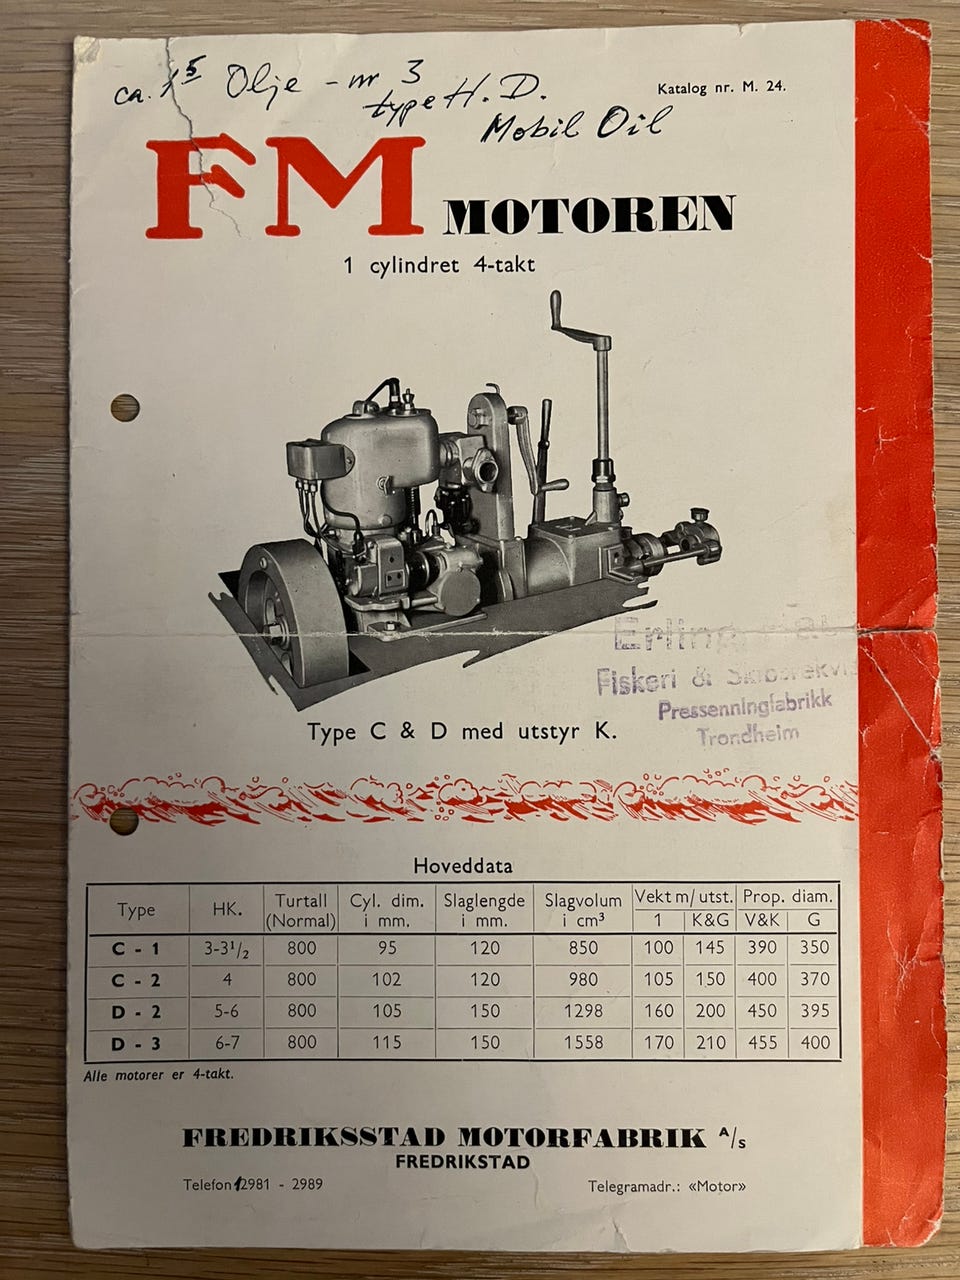 ca. 1⁵ Olje - nr 3
type H. D.
Mobil Oil
Katalog nr. M. 24.
FM MOTOREN
1 cylindret 4-takt
Erling
Fiskeri &
Pressenningfabrikk
Trondheim
Type C & D med utstyr K.
Hoveddata
Type HK. Turtall (Normal) Cyl. dim. i mm. Slaglengde i mm. Slagvolum i cm³ Vekt m/ utst. Prop. diam.
1 K&G V&K G
C - 1 3-3½ 800 95 120 850 100 145 390 350
C - 2 4 800 102 120 980 105 150 400 370
D - 2 5-6 800 105 150 1298 160 200 450 395
D - 3 6-7 800 115 150 1558 170 210 455 400
Alle motorer er 4-takt.
FREDRIKSSTAD MOTORFABRIK A/s
FREDRIKSTAD
Telefon 12981 - 2989 Telegramadr.: «Motor»